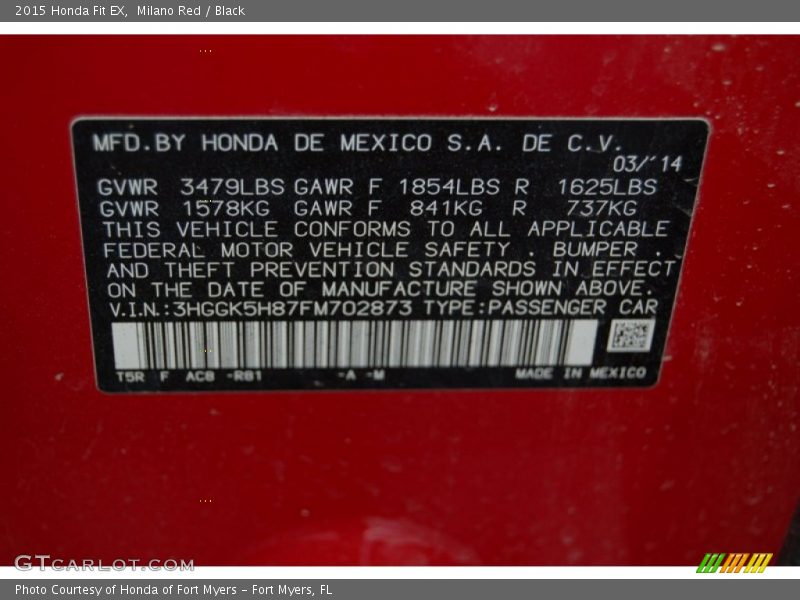 2015 Honda Fit EX,  Milano Red / Black
MFD.BY HONDA DE MEXICO S.A. DE C.V.
03/'14
GVWR 3479LBS GAWR F 1854LBS R 1625LBS
GVWR 1578KG GAWR F 841KG R 737KG
THIS VEHICLE CONFORMS TO ALL APPLICABLE
FEDERAL MOTOR VEHICLE SAFETY , BUMPER ,
AND THEFT PREVENTION STANDARDS IN EFFECT
ON THE DATE OF MANUFACTURE SHOWN ABOVE.
V.I.N.:3HGGK5H87FM702873 TYPE:PASSENGER CAR
T5R F ACB -R81 -A -M MADE IN MEXICO
GTCARLOT.COM
Photo Courtesy of Honda of Fort Myers – Fort Myers, FL